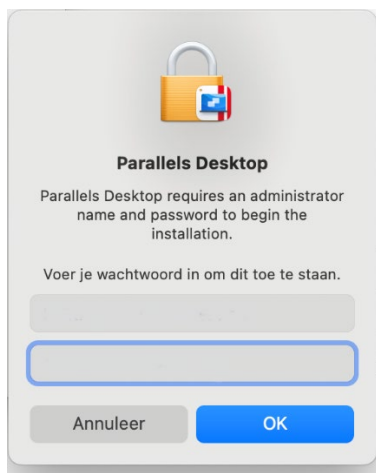 Parallels Desktop
Parallels Desktop requires an administrator
name and password to begin the
installation.
Voer je wachtwoord in om dit toe te staan.
Annuleer
OK